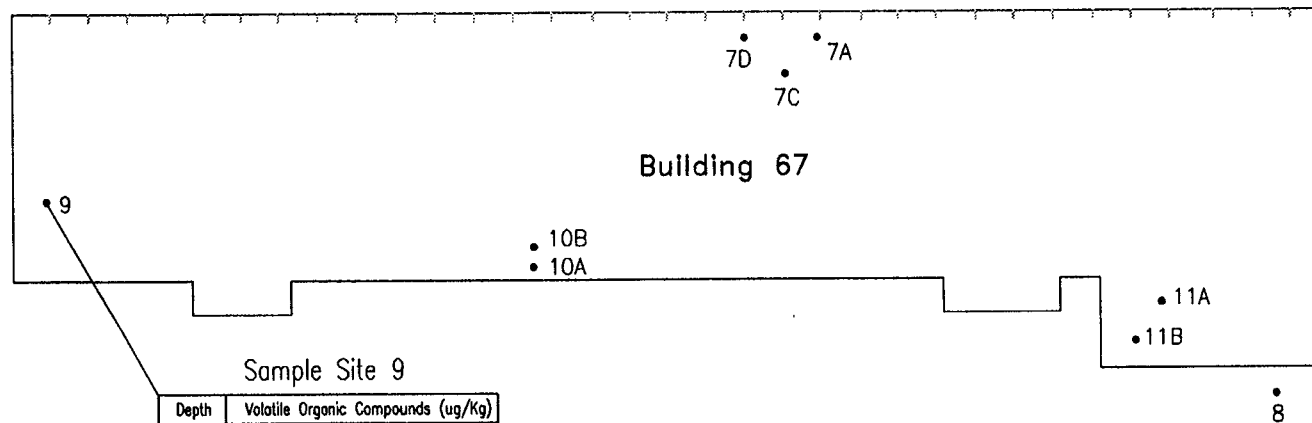 7D
7A
7C
Building 67
9
10B
10A
11A
11B
Sample Site 9
Depth Volatile Organic Compounds (ug/Kg)
8